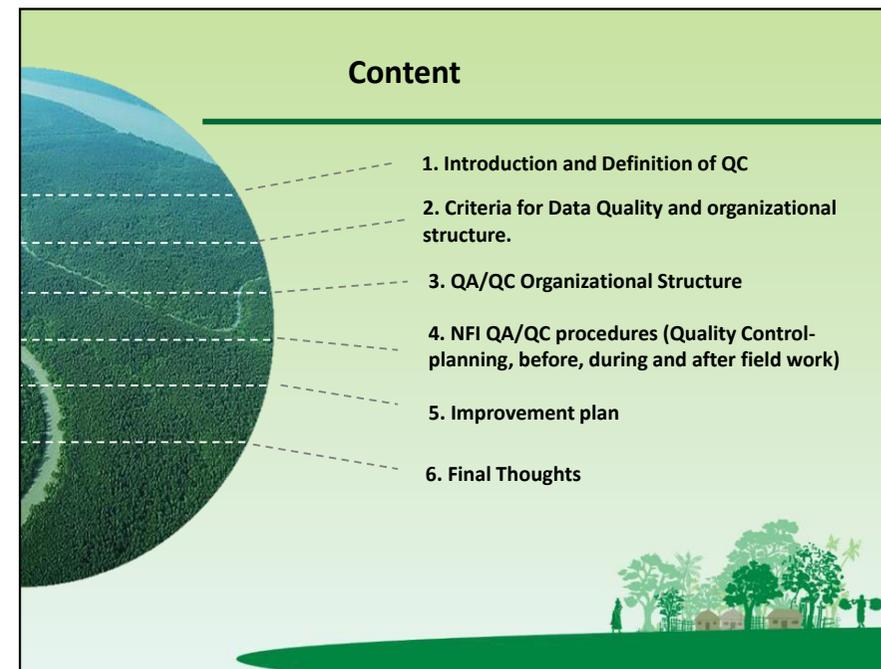 Content
1. Introduction and Definition of QC
2. Criteria for Data Quality and organizational
structure.
3. QA/QC Organizational Structure
4. NFI QA/QC procedures (Quality Control-
planning, before, during and after field work)
5. Improvement plan
6. Final Thoughts